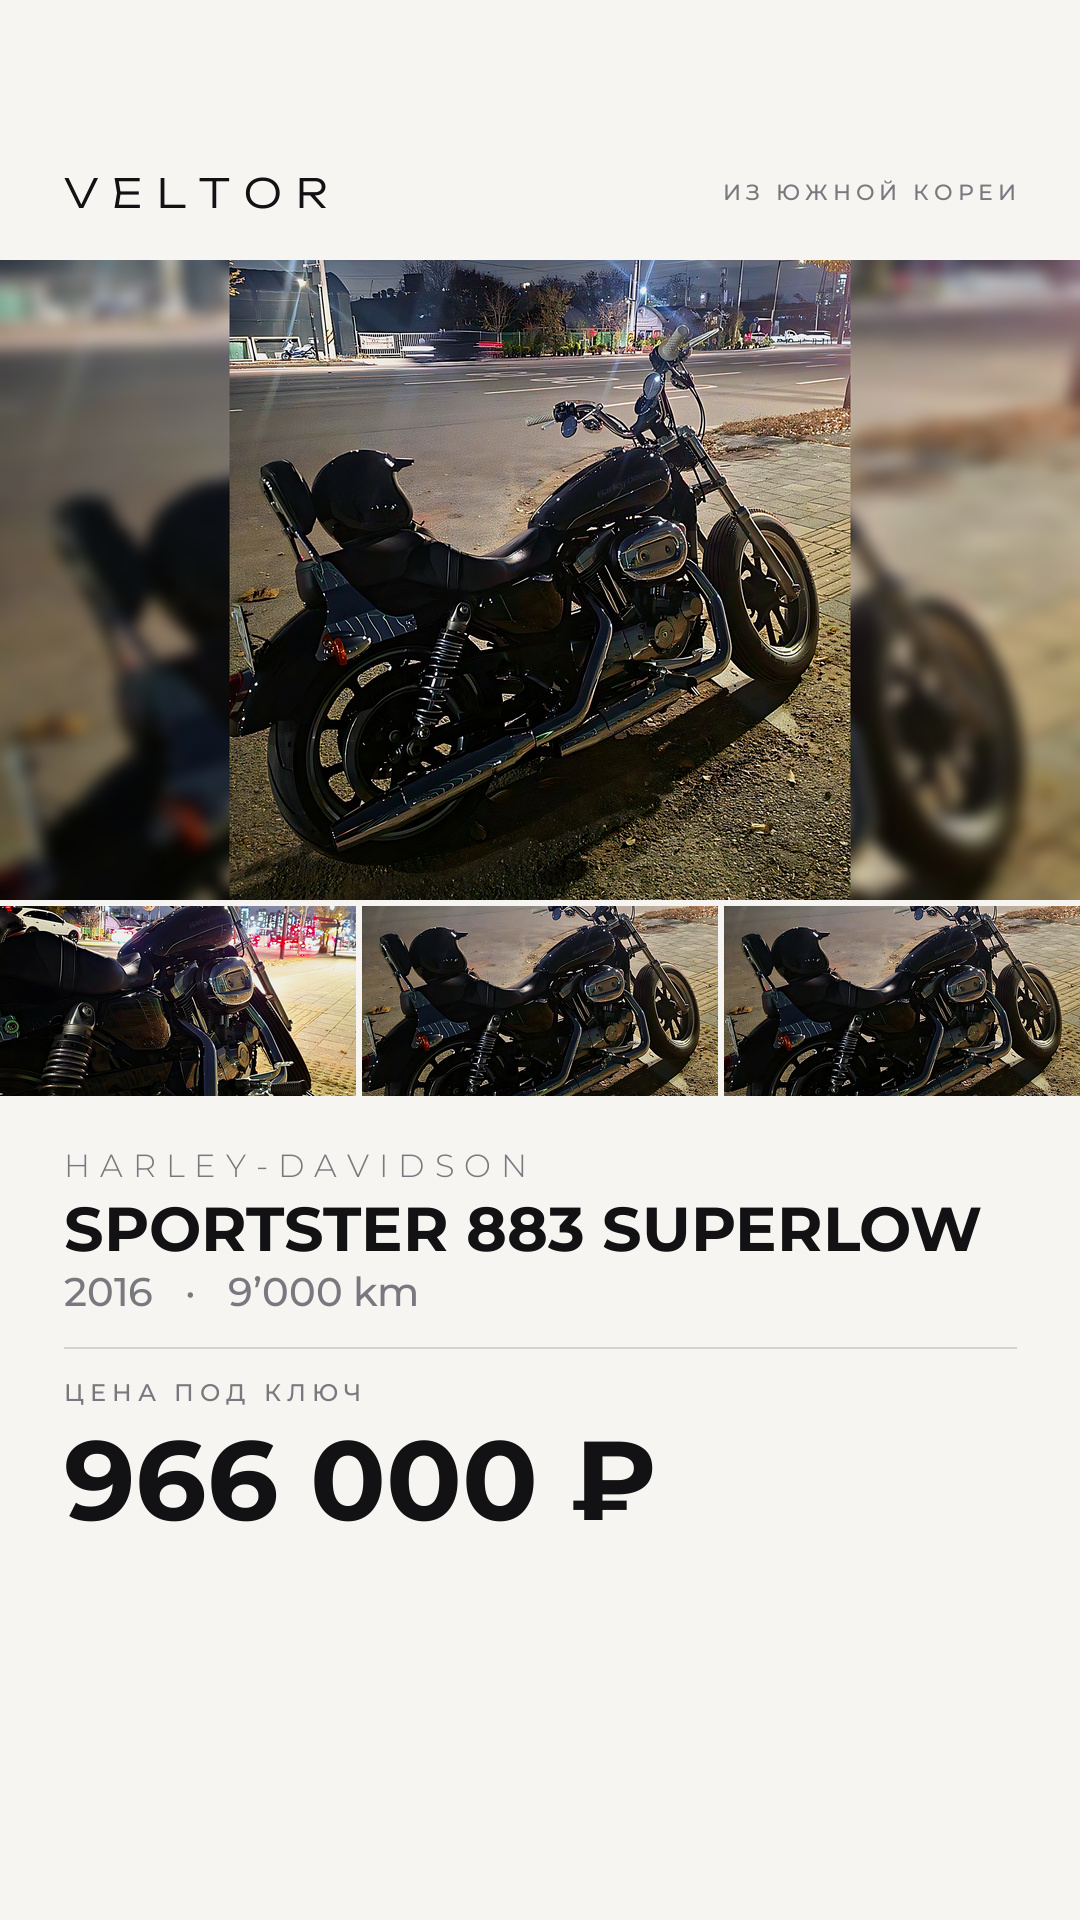 VELTOR
ИЗ ЮЖНОЙ КОРЕИ
HARLEY-DAVIDSON
SPORTSTER 883 SUPERLOW
2016 · 9’000 km
ЦЕНА ПОД КЛЮЧ
966 000 ₽